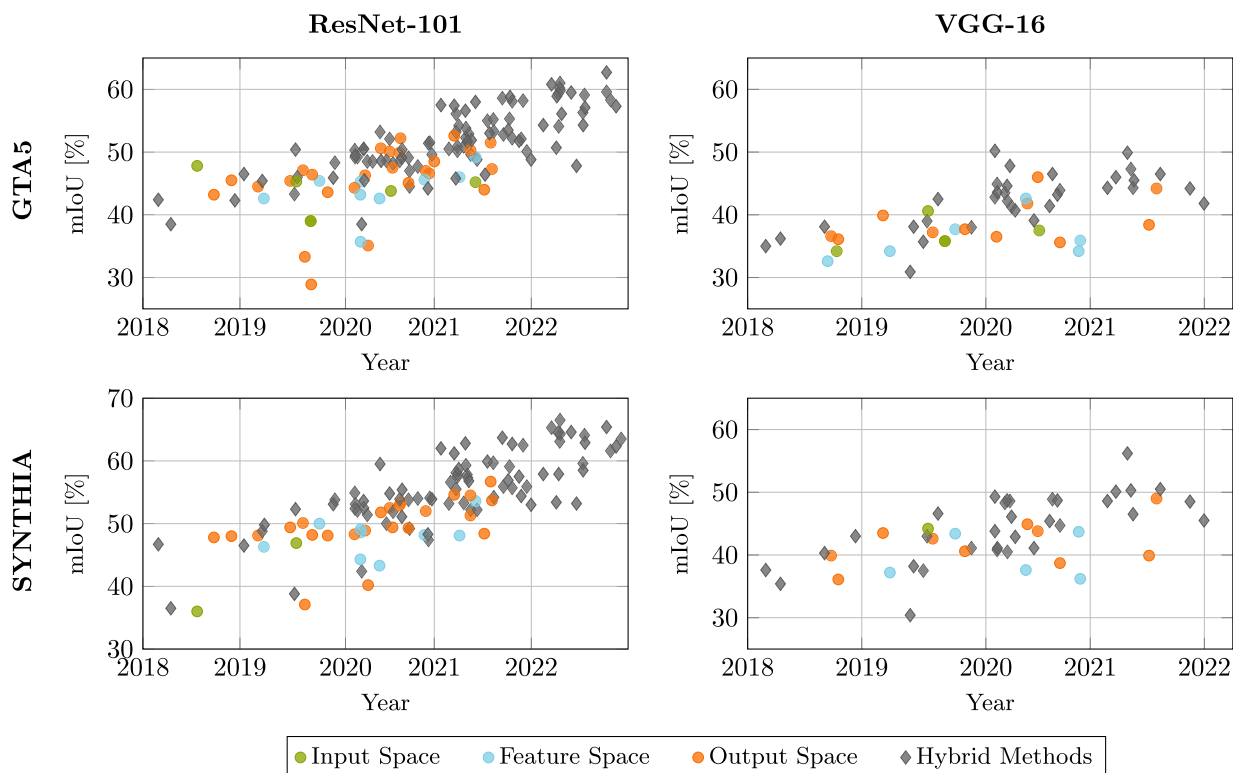 ResNet-101
VGG-16
GTA5
mIoU [%]
60
50
40
30
2018 2019 2020 2021 2022
Year
mIoU [%]
60
50
40
30
2018 2019 2020 2021 2022
Year
SYNTHIA
mIoU [%]
70
60
50
40
30
2018 2019 2020 2021 2022
Year
mIoU [%]
60
50
40
30
2018 2019 2020 2021 2022
Year
Input Space Feature Space Output Space Hybrid Methods